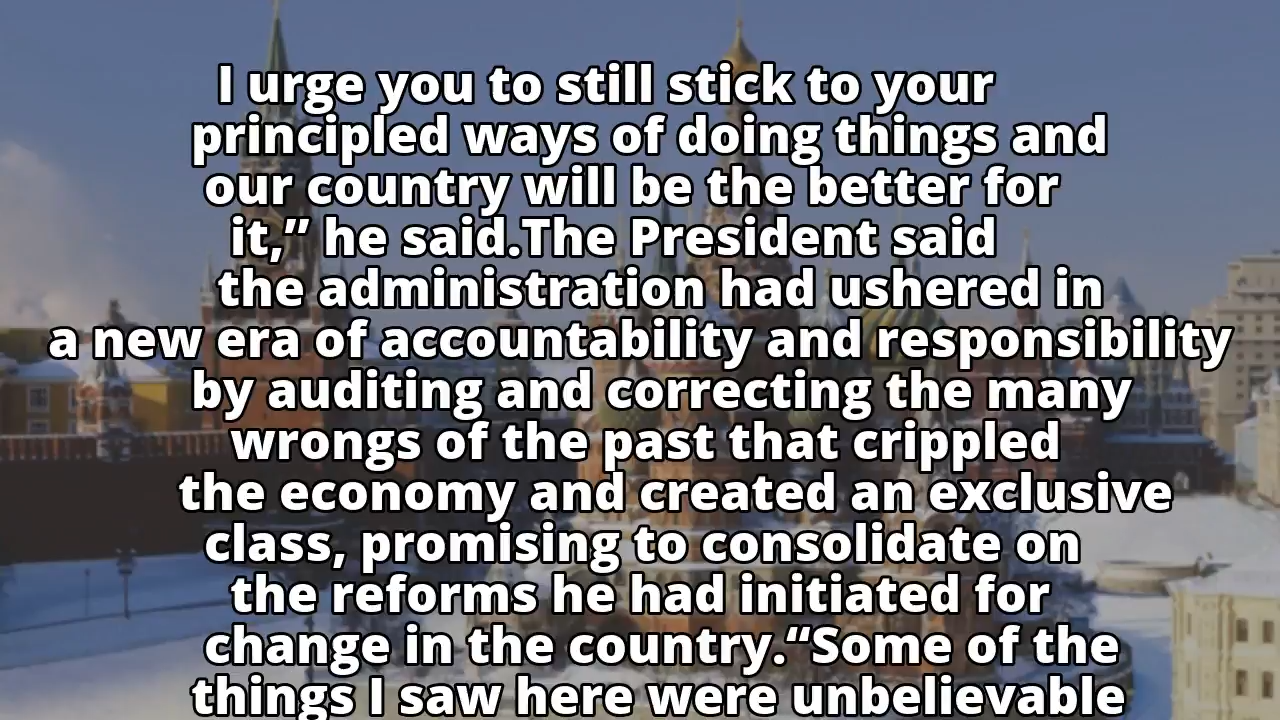 I urge you to still stick to your
principled ways of doing things and
our country will be the better for
it,” he said.The President said
the administration had ushered in
a new era of accountability and responsibility
by auditing and correcting the many
wrongs of the past that crippled
the economy and created an exclusive
class, promising to consolidate on
the reforms he had initiated for
change in the country.“Some of the
things I saw here were unbelievable